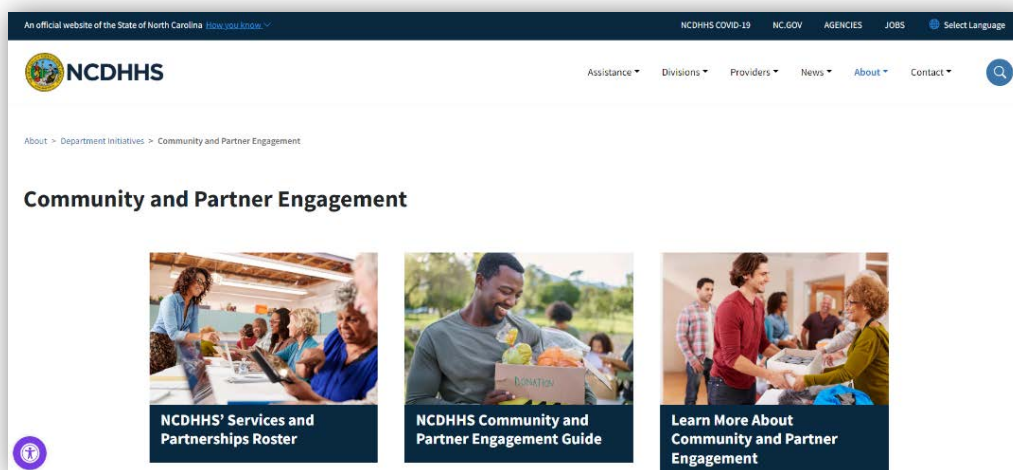 An official website of the State of North Carolina How you know
NCDHHS COVID-19 NC.GOV AGENCIES JOBS Select Language
NCDHHS
Assistance Divisions Providers News About Contact
About > Department Initiatives > Community and Partner Engagement
Community and Partner Engagement
DONATION
NCDHHS' Services and
Partnerships Roster
NCDHHS Community and
Partner Engagement Guide
Learn More About
Community and Partner
Engagement